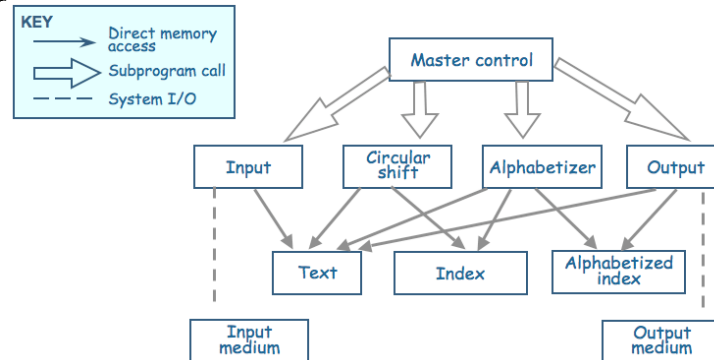 KEY
Direct memory
access
Subprogram call
System I/O
Master control
Input
Circular
shift
Alphabetizer
Output
Text
Index
Alphabetized
index
Input
medium
Output
medium